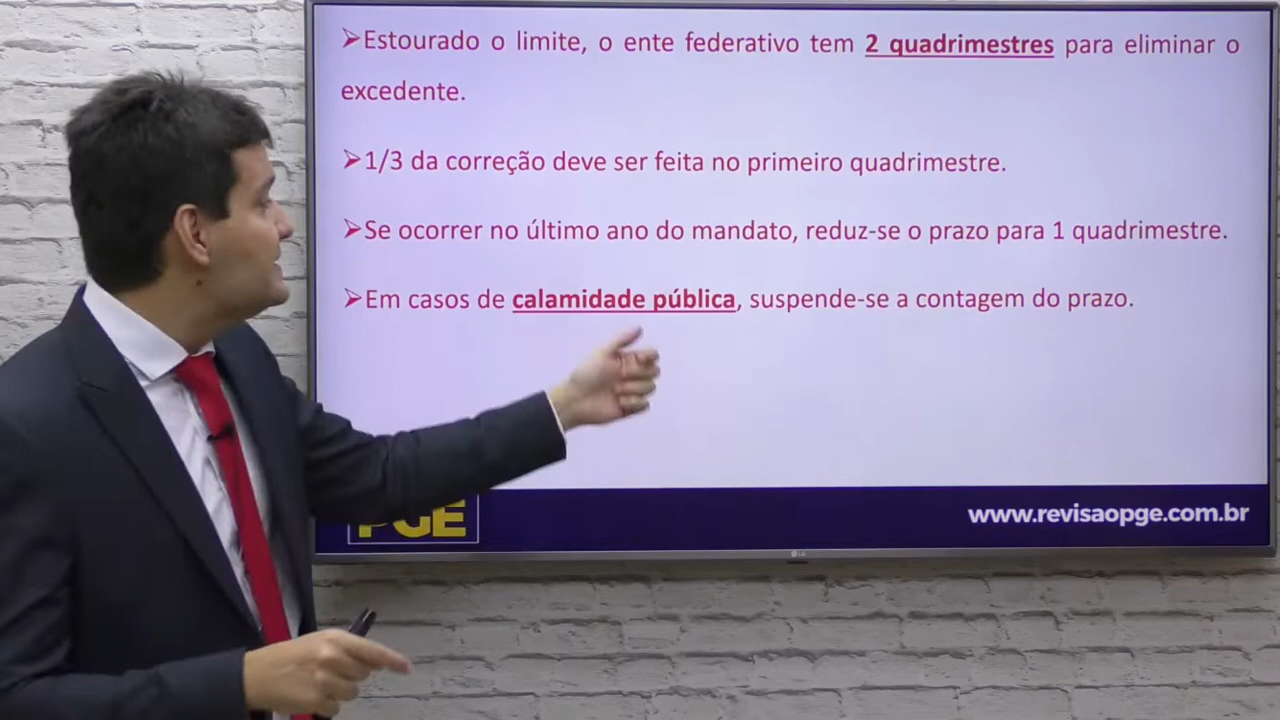 ➢Estourado o limite, o ente federativo tem 2 quadrimestres para eliminar o
excedente.
➢1/3 da correção deve ser feita no primeiro quadrimestre.
➢Se ocorrer no último ano do mandato, reduz-se o prazo para 1 quadrimestre.
➢Em casos de calamidade pública, suspende-se a contagem do prazo.
PGE
www.revisaopge.com.br
LG